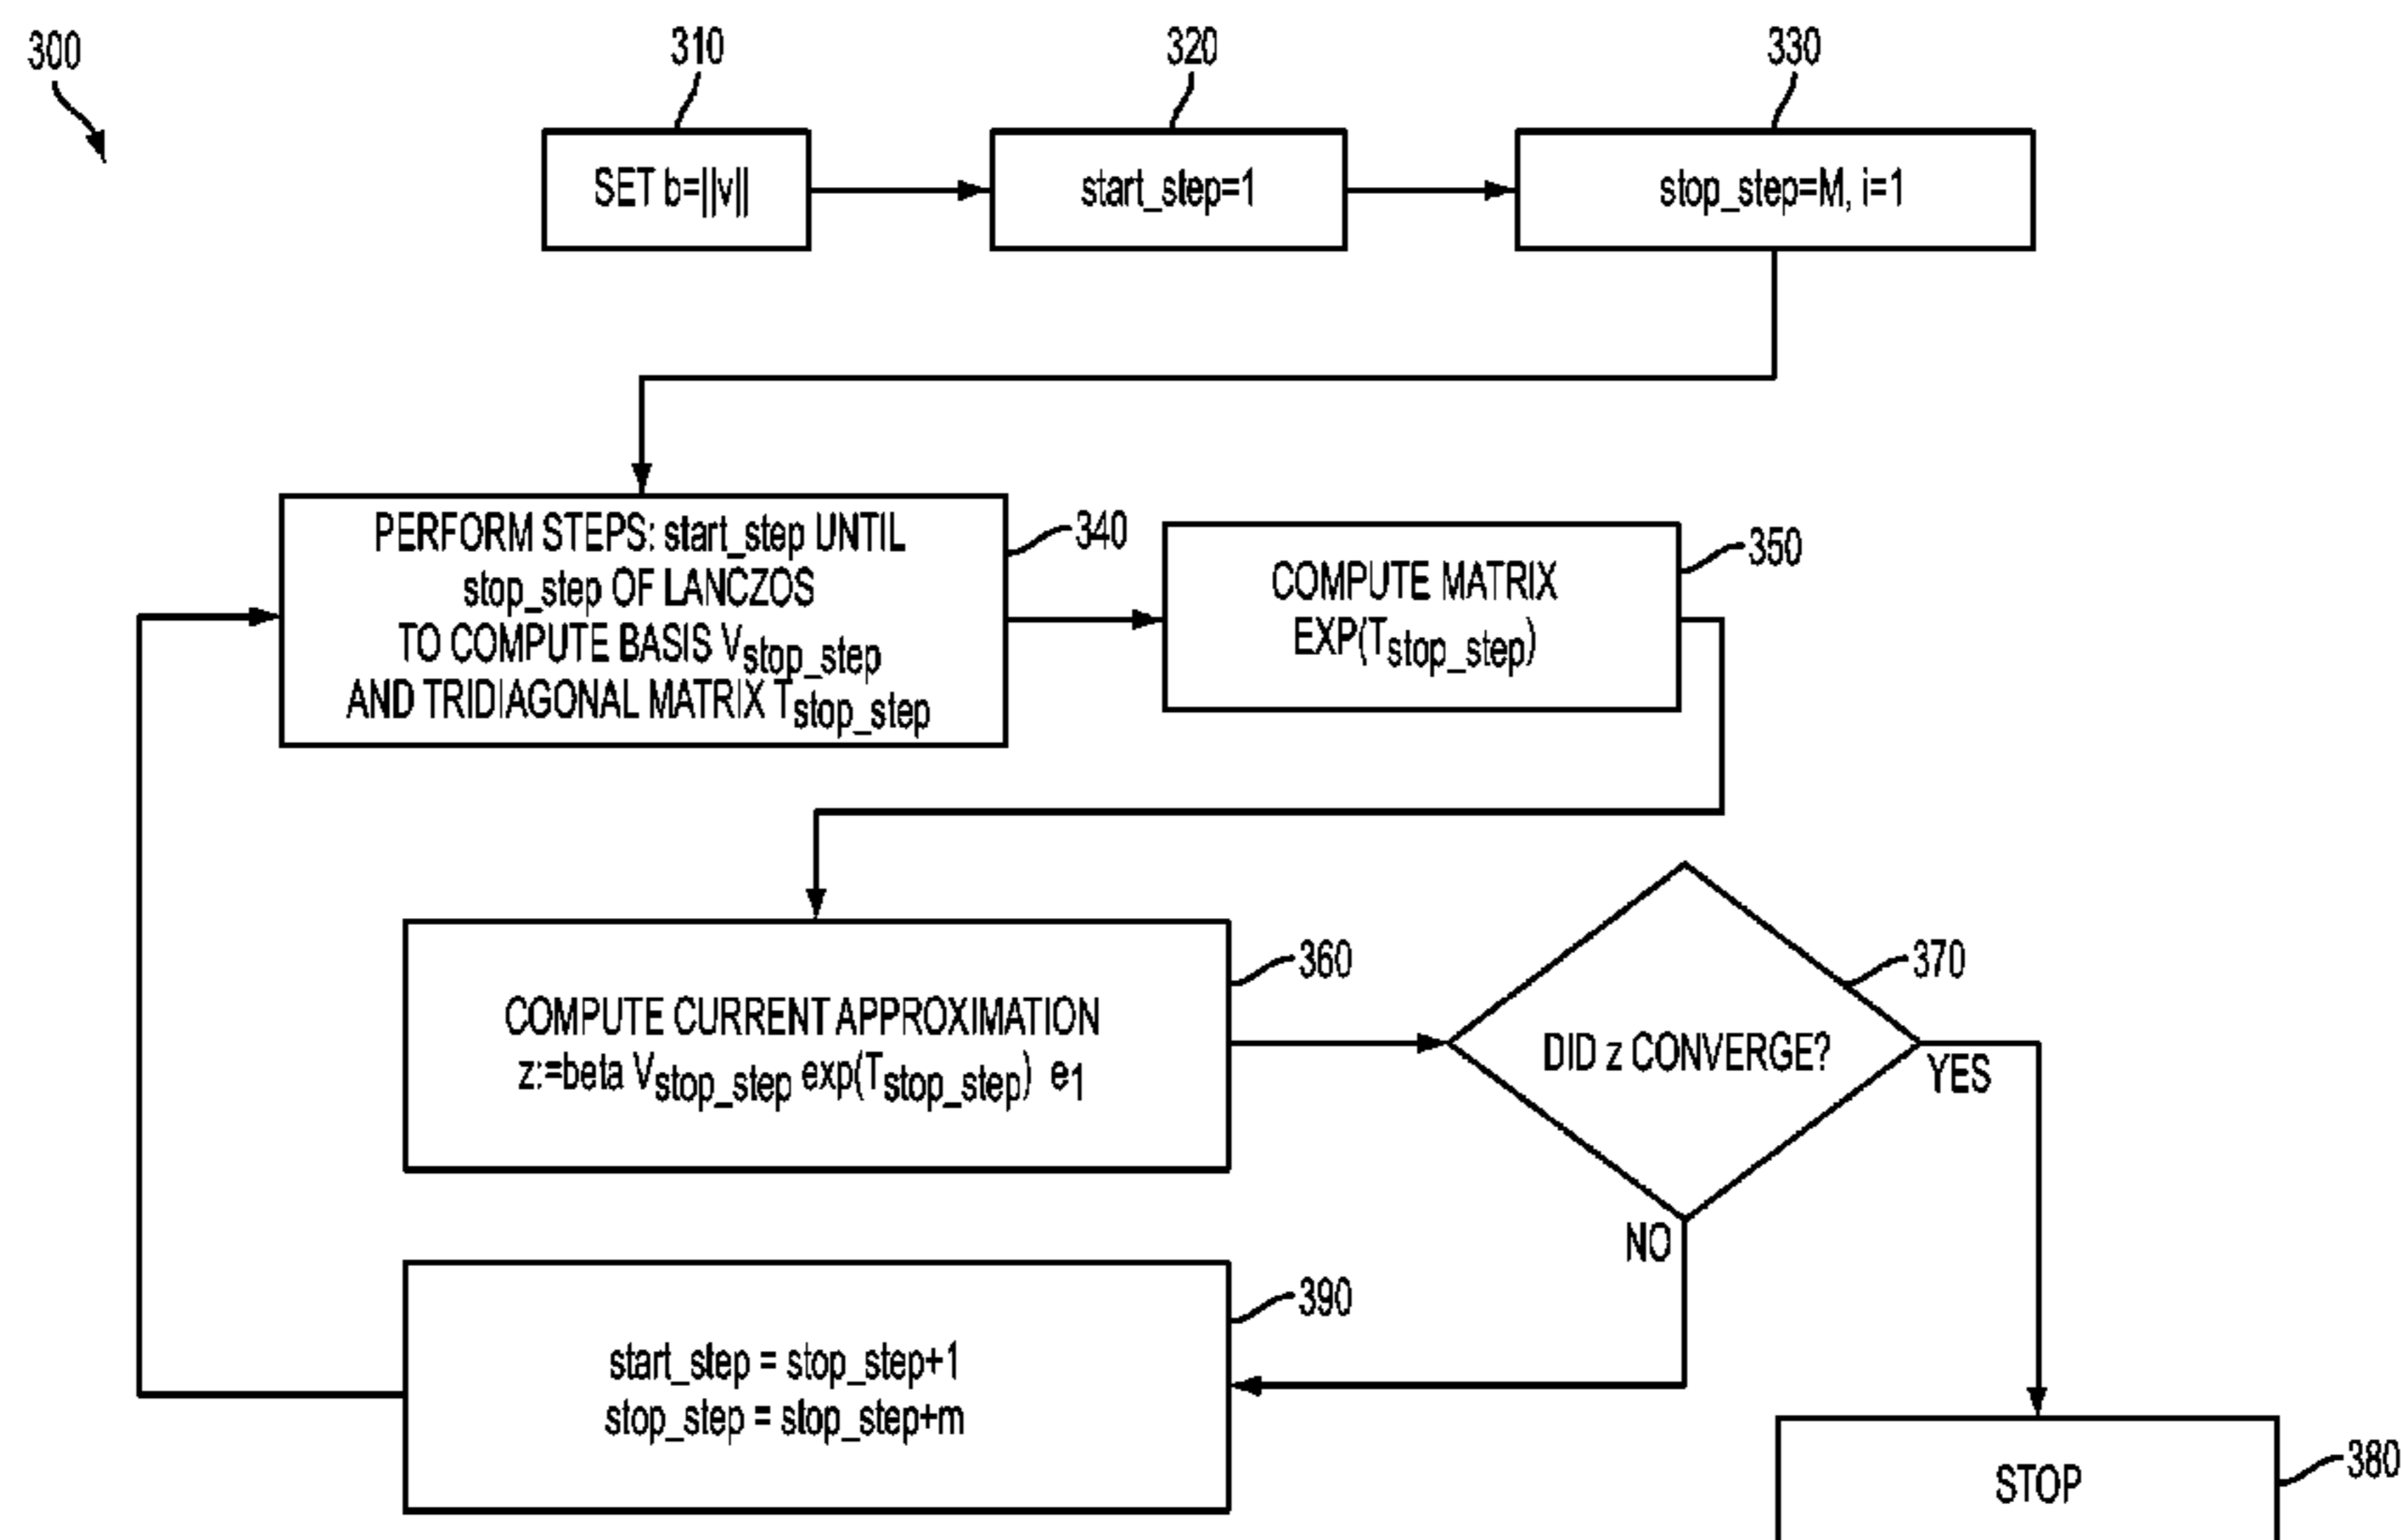 300
310
320
330
SET b=||v||
start_step=1
stop_step=M, i=1
PERFORM STEPS: start_step UNTIL
stop_step OF LANCZOS
TO COMPUTE BASIS Vstop_step
AND TRIDIAGONAL MATRIX Tstop_step
340
COMPUTE MATRIX
EXP(Tstop_step)
350
COMPUTE CURRENT APPROXIMATION
z:=beta Vstop_step exp(Tstop_step) e1
360
DID z CONVERGE?
370
YES
NO
start_step = stop_step+1
stop_step = stop_step+m
390
STOP
380